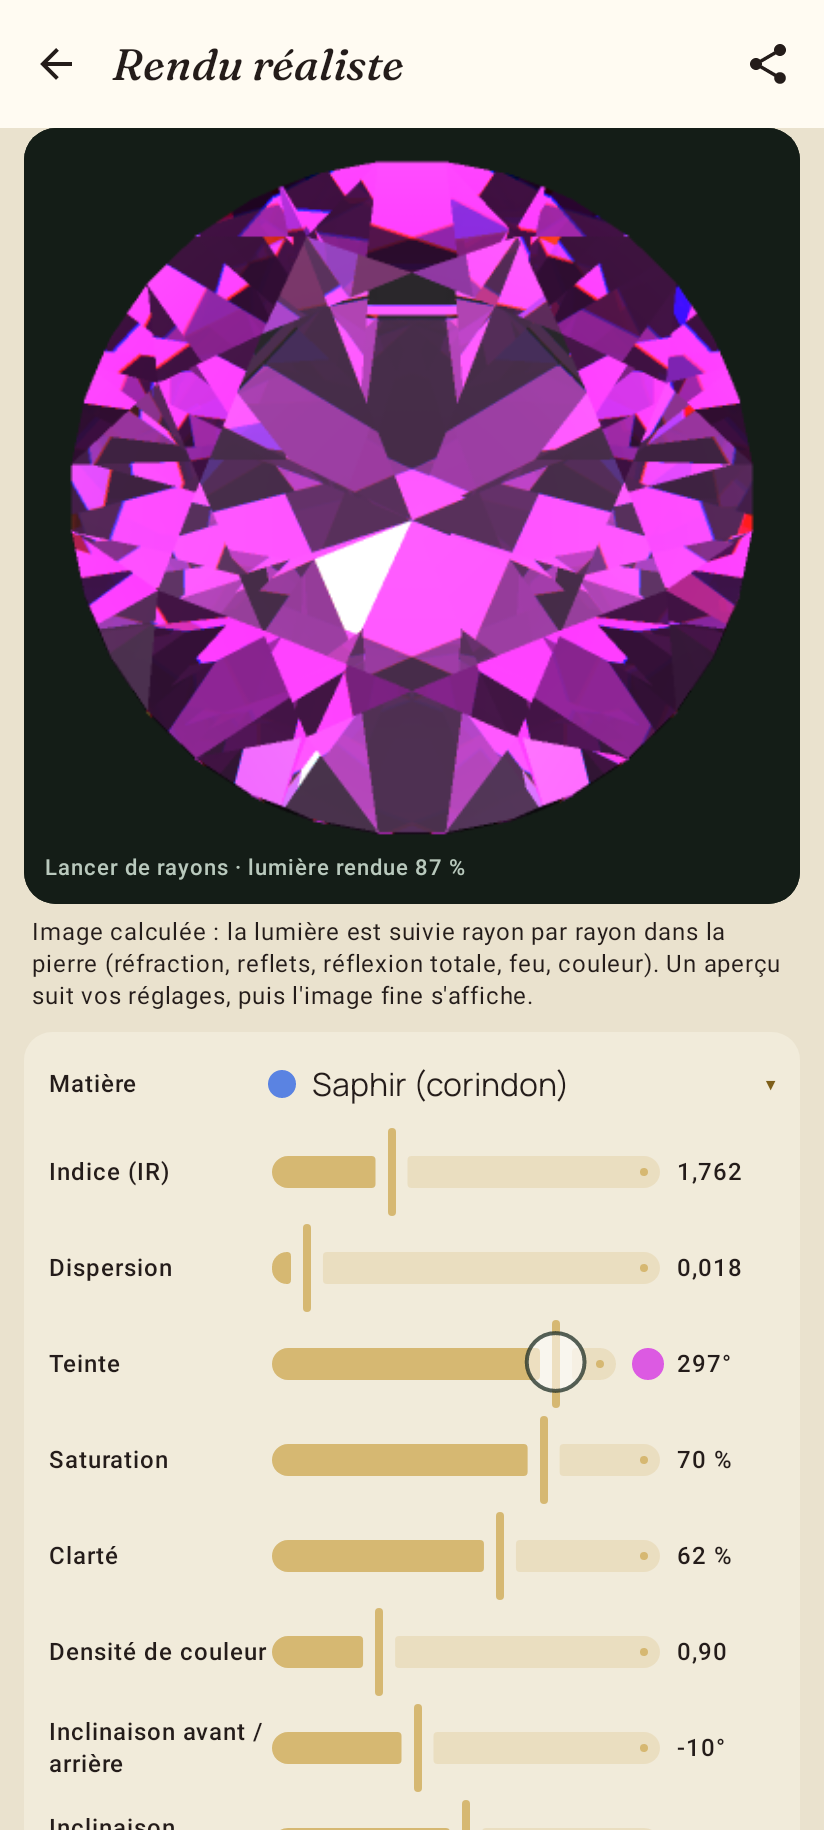 Rendu réaliste
Lancer de rayons · lumière rendue 87 %
Image calculée : la lumière est suivie rayon par rayon dans la
pierre (réfraction, reflets, réflexion totale, feu, couleur). Un aperçu
suit vos réglages, puis l'image fine s'affiche.
Matière Saphir (corindon) ▼
Indice (IR) 1,762
Dispersion 0,018
Teinte 297°
Saturation 70 %
Clarté 62 %
Densité de couleur 0,90
Inclinaison avant /
arrière -10°
Inclinaison